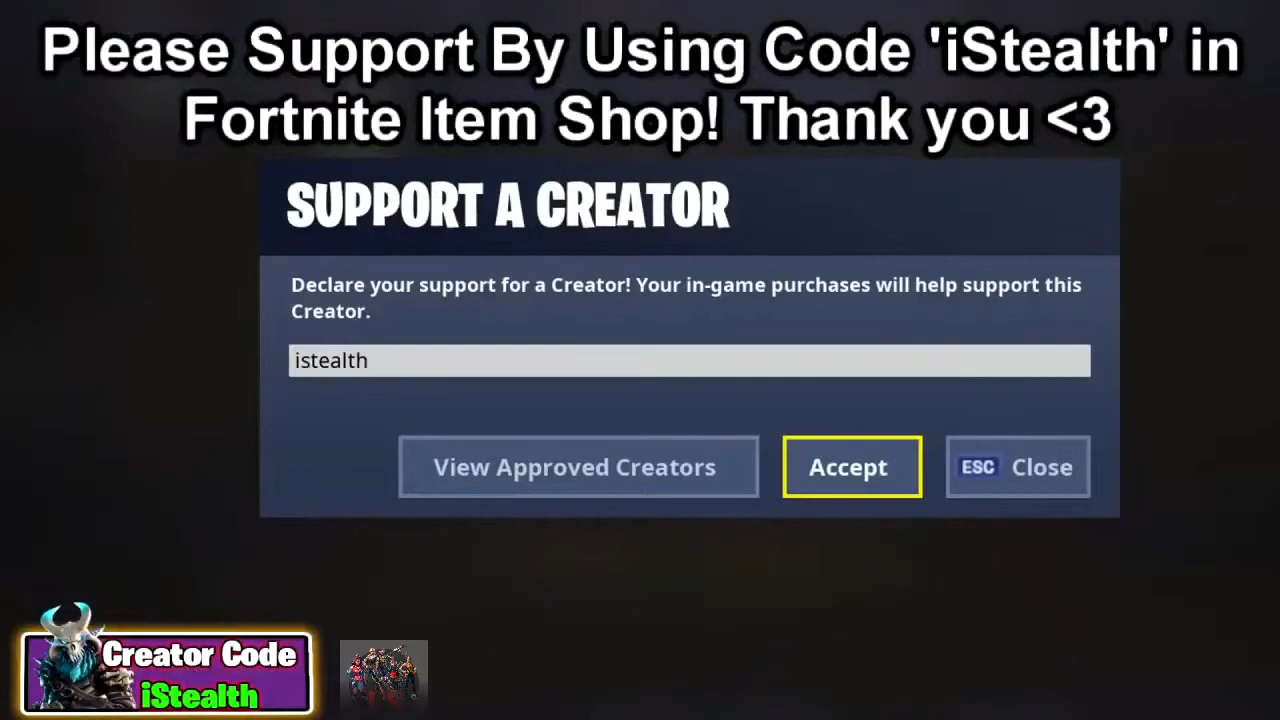 Please Support By Using Code 'iStealth' in
Fortnite Item Shop! Thank you <3
SUPPORT A CREATOR
Declare your support for a Creator! Your in-game purchases will help support this
Creator.
istealth
View Approved Creators
Accept
ESC Close
Creator Code
iStealth